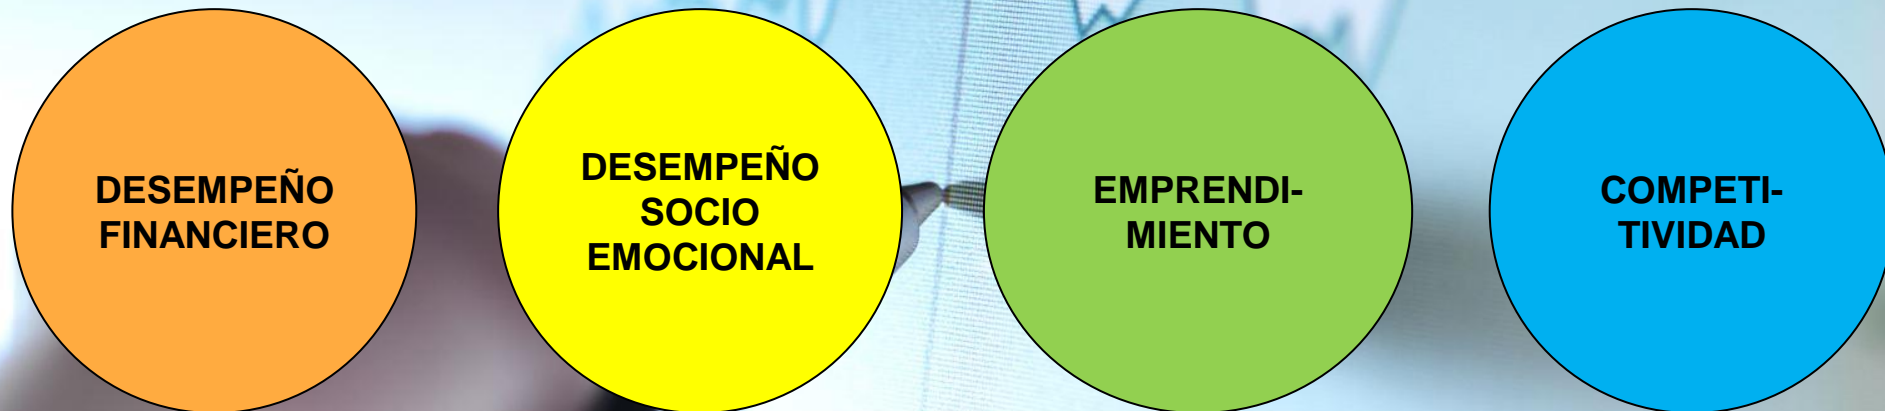 DESEMPEÑO
FINANCIERO
DESEMPEÑO
SOCIO
EMOCIONAL
EMPRENDI-
MIENTO
COMPETI-
TIVIDAD